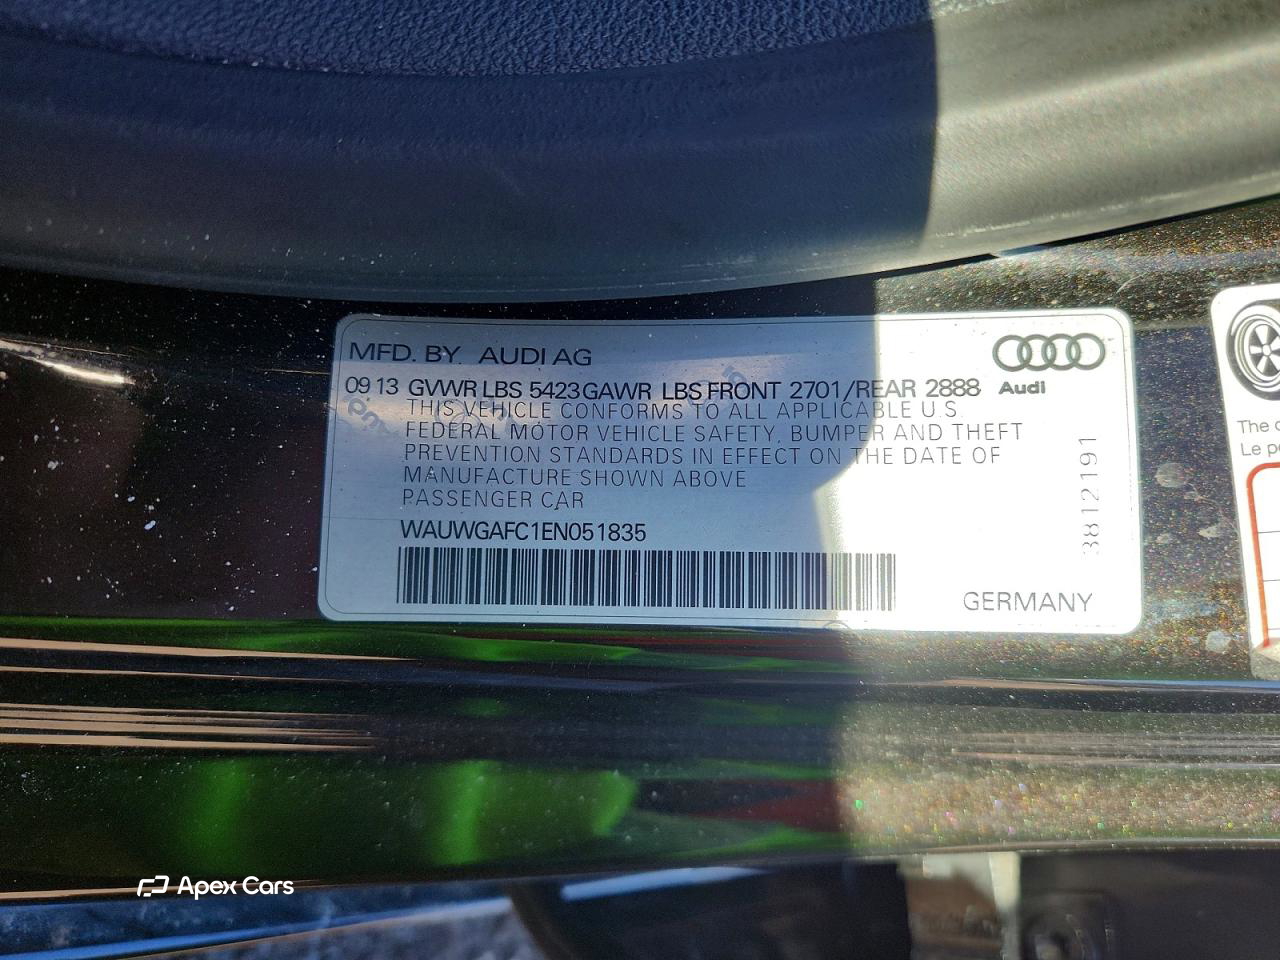 MFD. BY AUDI AG
09 13 GVWR LBS 5423 GAWR LBS FRONT 2701/REAR 2888
Audi
THIS VEHICLE CONFORMS TO ALL APPLICABLE U.S.
FEDERAL MOTOR VEHICLE SAFETY, BUMPER AND THEFT
PREVENTION STANDARDS IN EFFECT ON THE DATE OF
MANUFACTURE SHOWN ABOVE
PASSENGER CAR
WAUWGAFC1EN051835
3812191
GERMANY
The
Le
Apex Cars